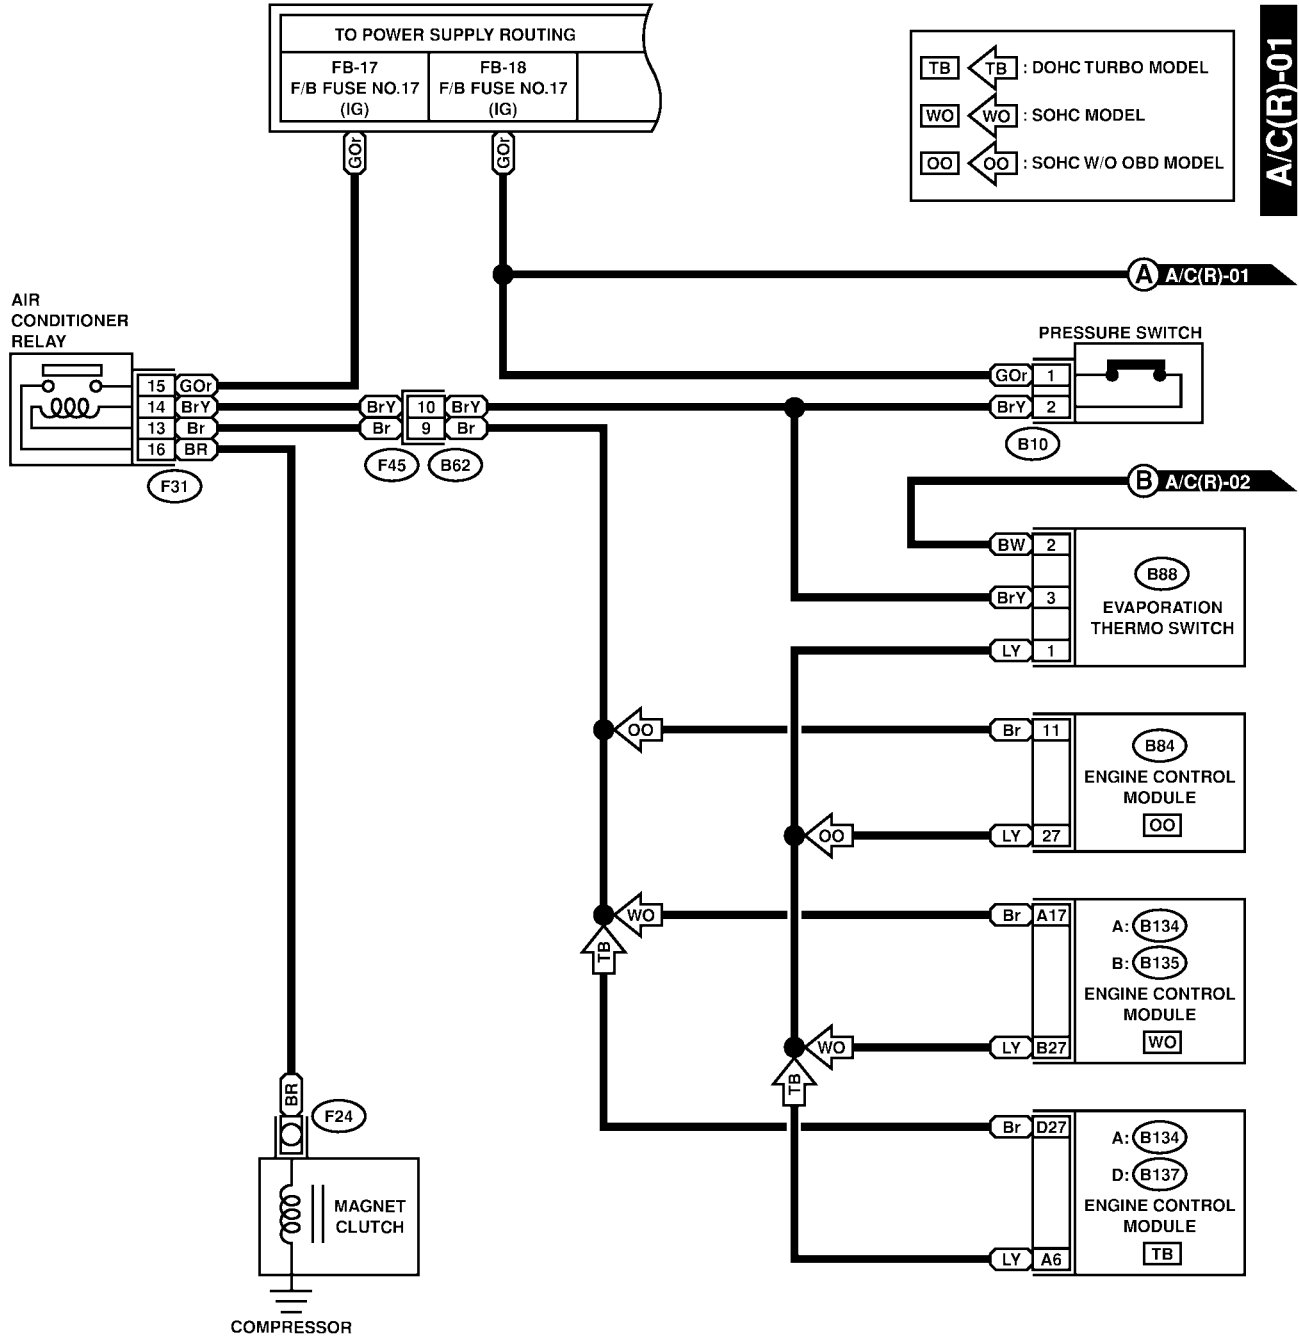 TO POWER SUPPLY ROUTING
FB-17
F/B FUSE NO.17
(IG)
FB-18
F/B FUSE NO.17
(IG)
GOr
GOr
TB TB : DOHC TURBO MODEL
WO WO : SOHC MODEL
OO OO : SOHC W/O OBD MODEL
A/C(R)-01
A A/C(R)-01
AIR
CONDITIONER
RELAY
15 GOr
14 BrY
13 Br
16 BR
F31
BrY 10 BrY
Br 9 Br
F45 B62
PRESSURE SWITCH
GOr 1
BrY 2
B10
B A/C(R)-02
BW 2
BrY 3
LY 1
B88
EVAPORATION
THERMO SWITCH
OO
Br 11
OO
LY 27
B84
ENGINE CONTROL
MODULE
OO
WO
Br A17
TB
WO
LY B27
A: B134
B: B135
ENGINE CONTROL
MODULE
WO
TB
Br D27
LY A6
A: B134
D: B137
ENGINE CONTROL
MODULE
TB
BR
F24
MAGNET
CLUTCH
COMPRESSOR